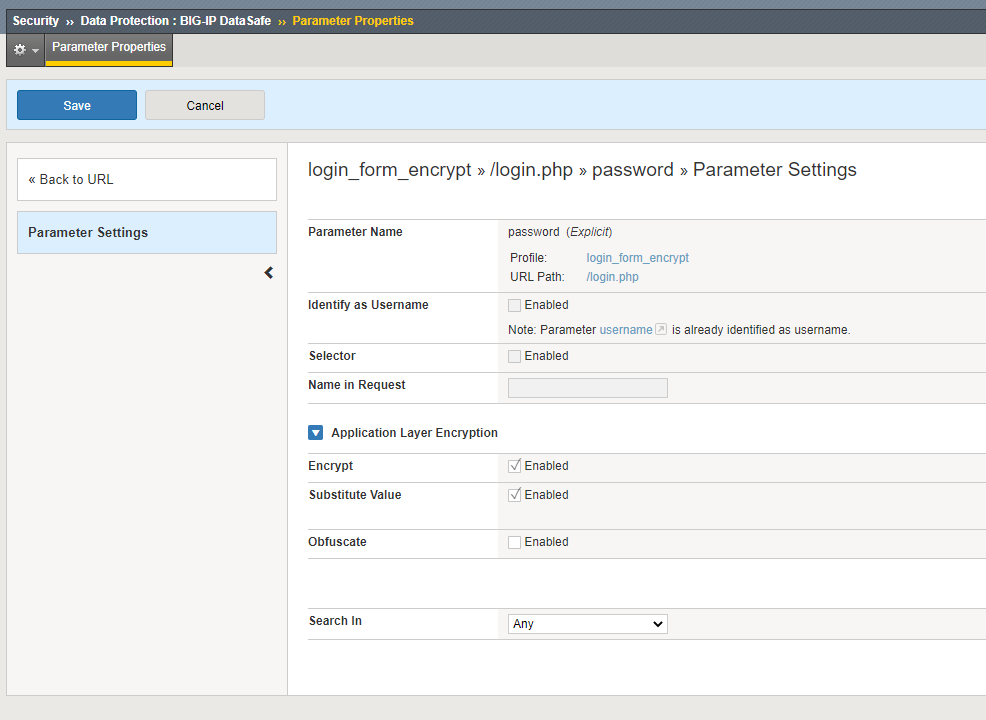 Security ›› Data Protection : BIG-IP DataSafe ›› Parameter Properties
Parameter Properties
Save Cancel
« Back to URL
Parameter Settings
login_form_encrypt » /login.php » password » Parameter Settings
Parameter Name password (Explicit)
Profile: login_form_encrypt
URL Path: /login.php
Identify as Username Enabled
Note: Parameter username is already identified as username.
Selector Enabled
Name in Request
Application Layer Encryption
Encrypt Enabled
Substitute Value Enabled
Obfuscate Enabled
Search In Any